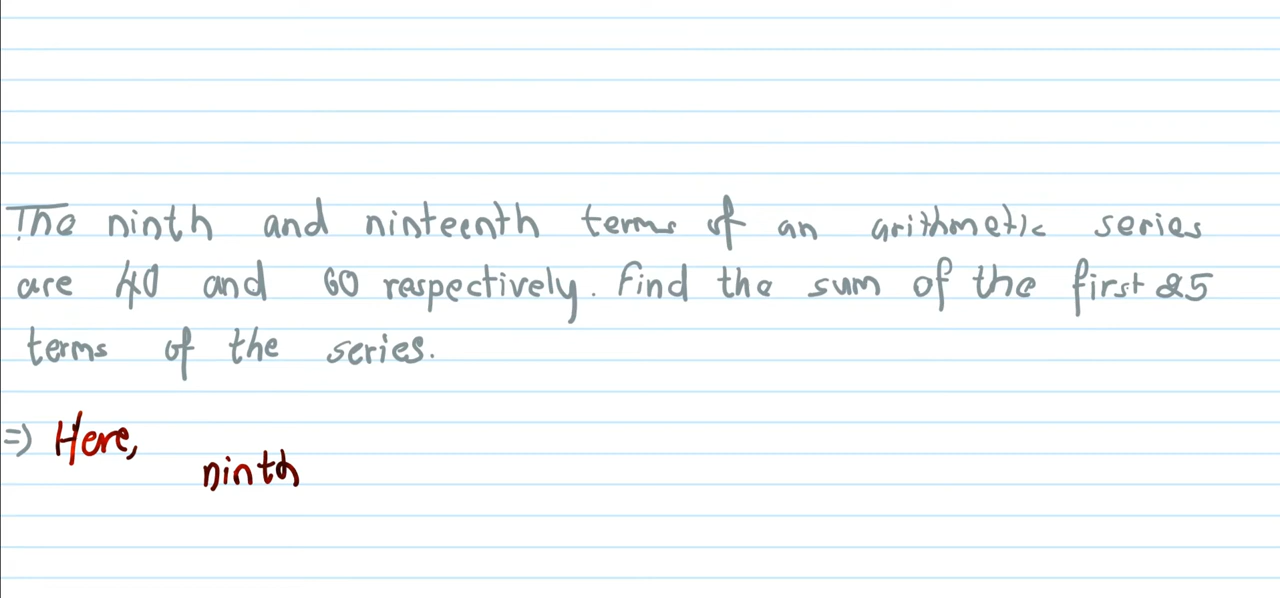 The ninth and ninteenth terms of an arithmetic series
are 40 and 60 respectively. Find the sum of the first 25
terms of the series.
=> Here,
ninth